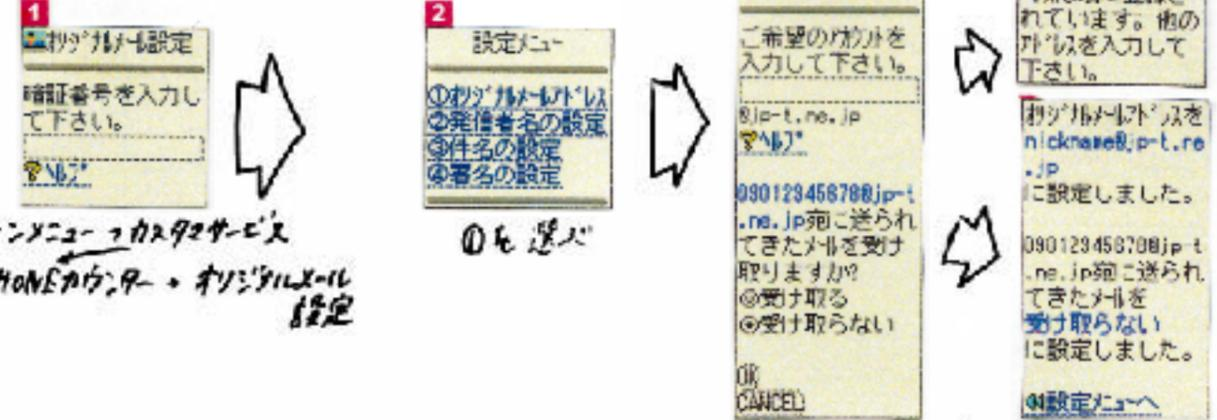 1
オリジナルメール設定
暗証番号を入力し
て下さい。
ヘルプ
ンメニュー→カスタマサービス
HONEカウンター→オリジナルメール
設定
2
設定メニュー
①オリジナルメールアドレス
②発信者名の設定
③件名の設定
④署名の設定
①を選ぶ
ご希望のアカウントを
入力して下さい。
@jp-t.ne.jp
ヘルプ
09012345678@jp-t
.ne.jp宛に送られ
てきたメールを受け
取りますか?
◎受け取る
◉受け取らない
OK
CANCEL
れています。他の
アドレスを入力して
下さい。
オリジナルメールアドレスを
nickname@jp-t.ne
.jp
に設定しました。
09012345678@jp-t
.ne.jp宛に送られ
てきたメールを
受け取らない
に設定しました。
設定メニューへ